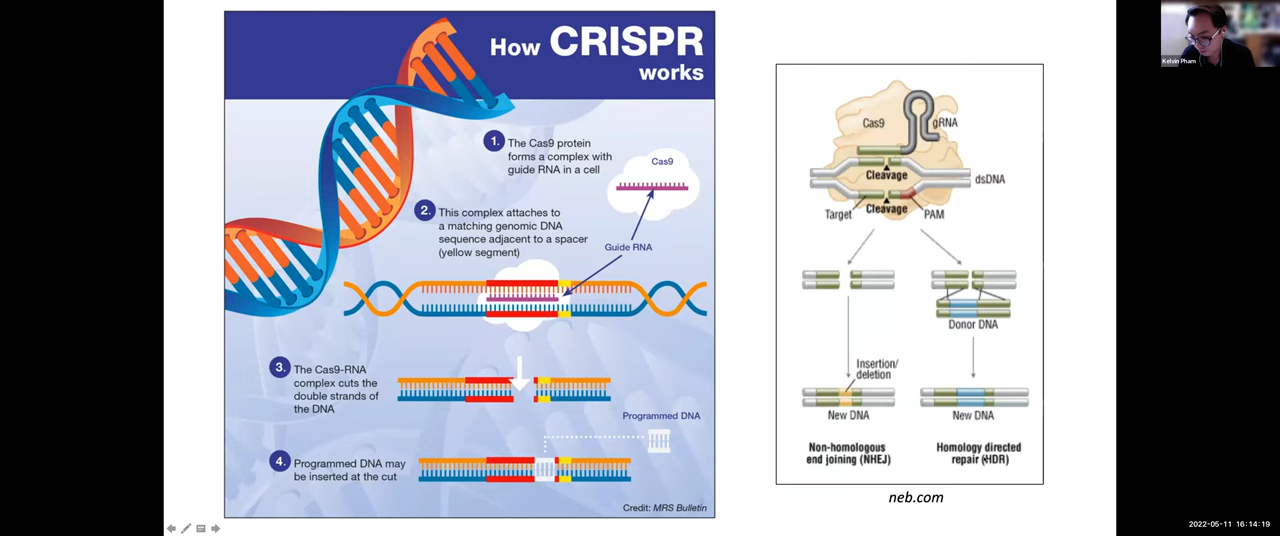 How CRISPR
works
1. The Cas9 protein
forms a complex with
guide RNA in a cell
Cas9
2. This complex attaches to
a matching genomic DNA
sequence adjacent to a spacer
(yellow segment)
Guide RNA
3. The Cas9-RNA
complex cuts the
double strands of
the DNA
Programmed DNA
4. Programmed DNA may
be inserted at the cut
Credit: MRS Bulletin
Cas9
gRNA
Cleavage
dsDNA
Target
Cleavage
PAM
Donor DNA
Insertion/
deletion
New DNA
New DNA
Non-homologous
end joining (NHEJ)
Homology directed
repair (HDR)
neb.com
Kelvin Pham
2022-05-11 16:14:19